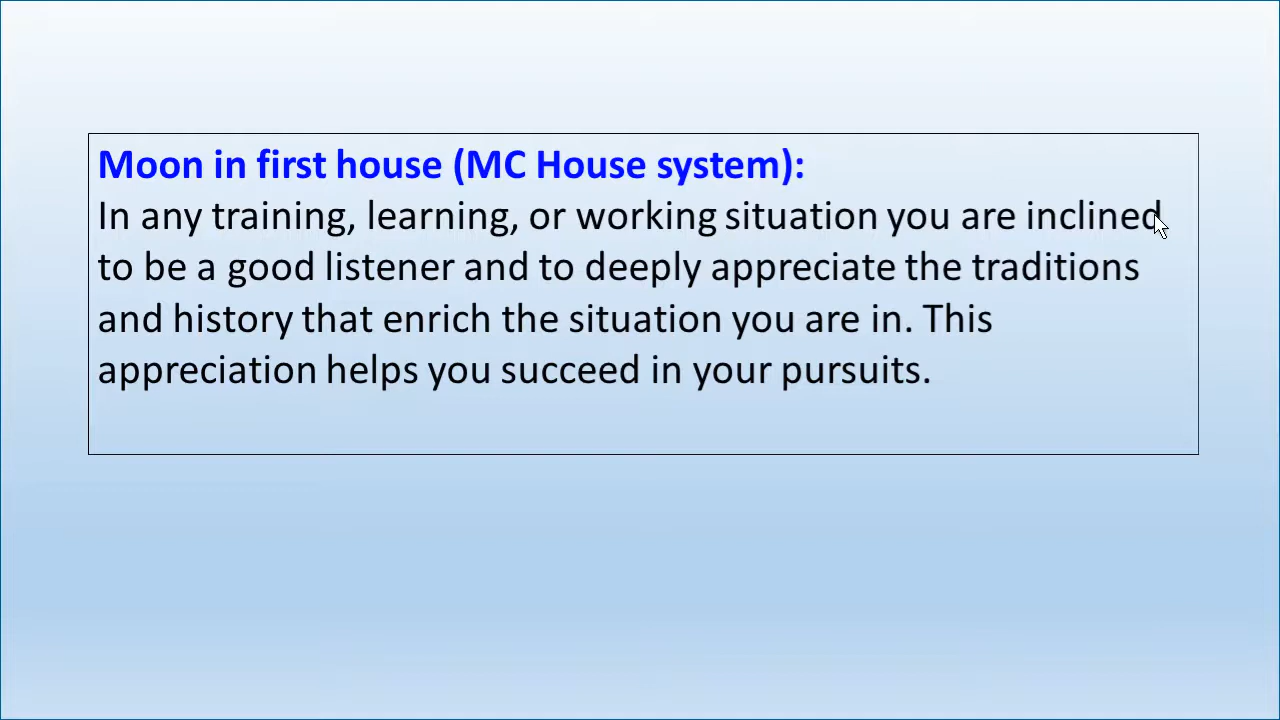 Moon in first house (MC House system):
In any training, learning, or working situation you are inclined
to be a good listener and to deeply appreciate the traditions
and history that enrich the situation you are in. This
appreciation helps you succeed in your pursuits.